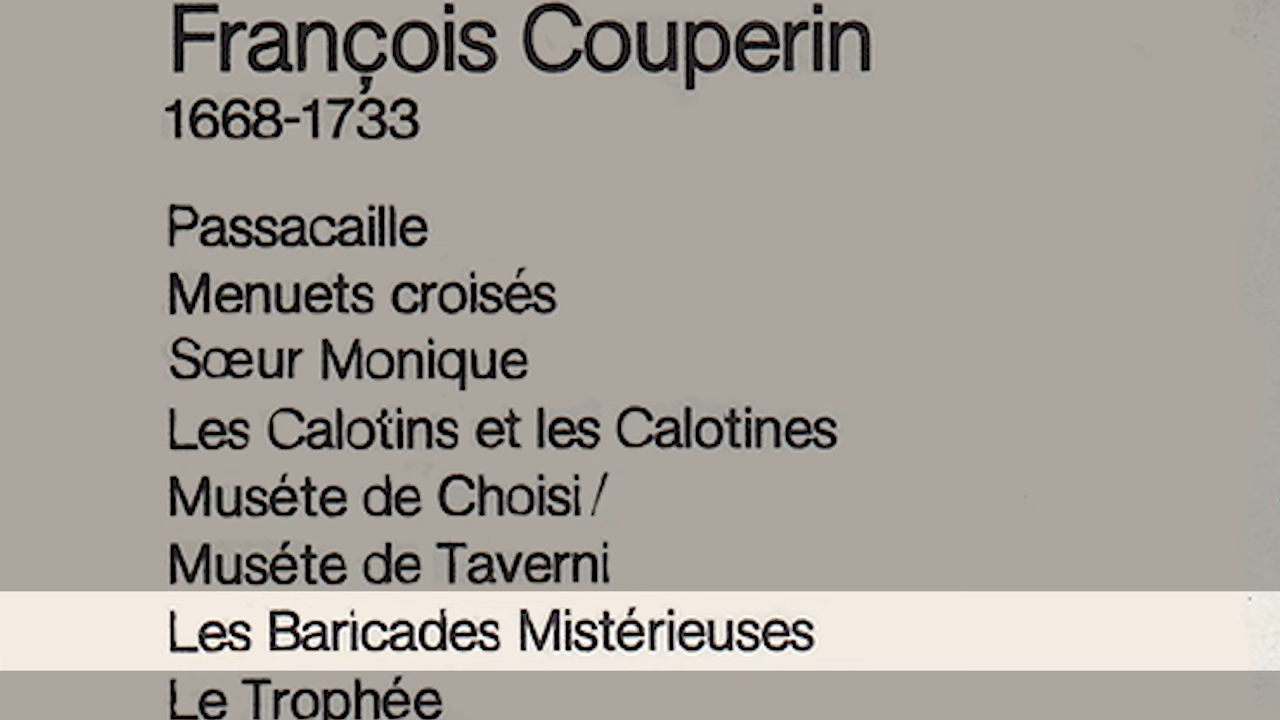 François Couperin
1668-1733
Passacaille
Menuets croisés
Sœur Monique
Les Calotins et les Calotines
Muséte de Choisi /
Muséte de Taverni
Les Baricades Mistérieuses
Le Trophée